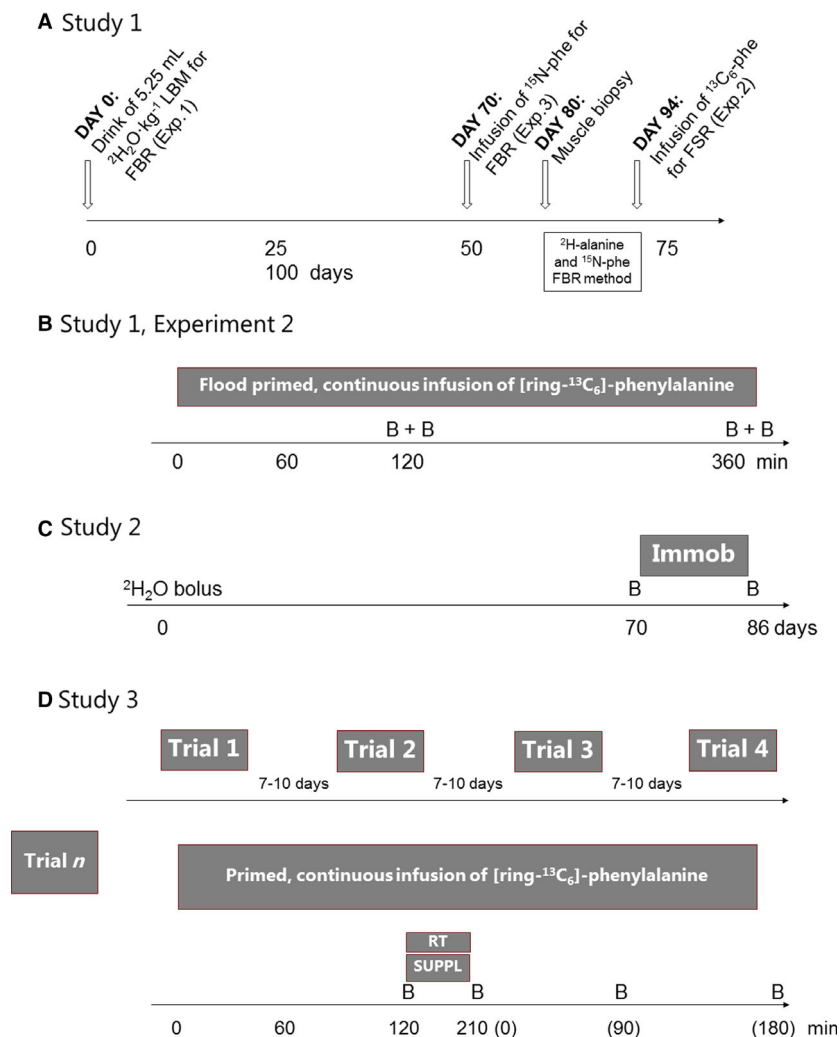 A Study 1
DAY 0:
Drink of 5.25 mL
²H₂O·kg⁻¹ LBM for
FBR (Exp.1)
DAY 70:
Infusion of ¹⁵N-phe for
FBR (Exp.3)
DAY 80:
Muscle biopsy
DAY 94:
Infusion of ¹³C₆-phe
for FSR (Exp.2)
0 25 50 75
100 days
²H-alanine
and ¹⁵N-phe
FBR method
B Study 1, Experiment 2
Flood primed, continuous infusion of [ring-¹³C₆]-phenylalanine
B + B B + B
0 60 120 360 min
C Study 2
Immob
²H₂O bolus B B
0 70 86 days
D Study 3
Trial 1 Trial 2 Trial 3 Trial 4
7-10 days 7-10 days 7-10 days
Trial n
Primed, continuous infusion of [ring-¹³C₆]-phenylalanine
RT
SUPPL
B B B B
0 60 120 210 (0) (90) (180) min